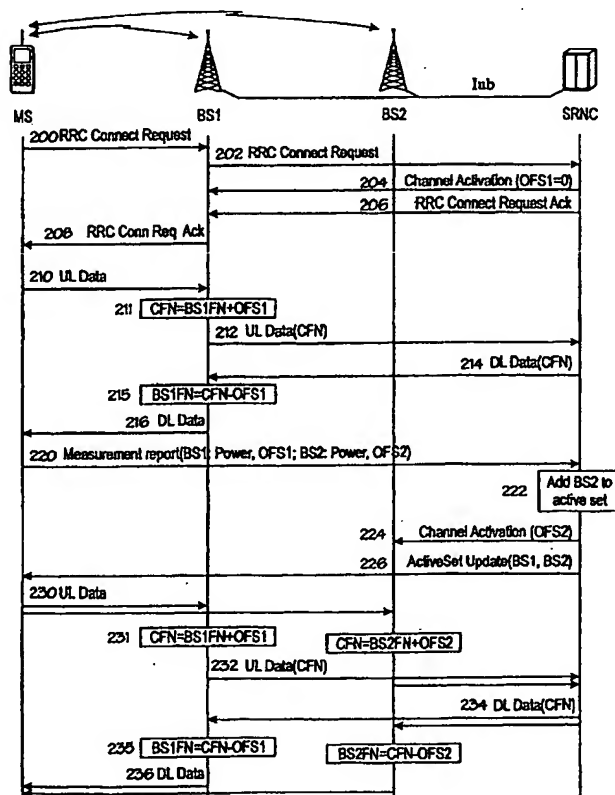 Iub
MS BS1 BS2 SRNC
200 RRC Connect Request
202 RRC Connect Request
204 Channel Activation (OFS1=0)
206 RRC Connect Request Ack
208 RRC Conn Req Ack
210 UL Data
211 CFN=BS1FN+OFS1
212 UL Data(CFN)
214 DL Data(CFN)
215 BS1FN=CFN-OFS1
216 DL Data
220 Measurement report(BS1: Power, OFS1; BS2: Power, OFS2)
222 Add BS2 to
active set
224 Channel Activation (OFS2)
226 ActiveSet Update(BS1, BS2)
230 UL Data
231 CFN=BS1FN+OFS1 CFN=BS2FN+OFS2
232 UL Data(CFN)
234 DL Data(CFN)
235 BS1FN=CFN-OFS1 BS2FN=CFN-OFS2
236 DL Data